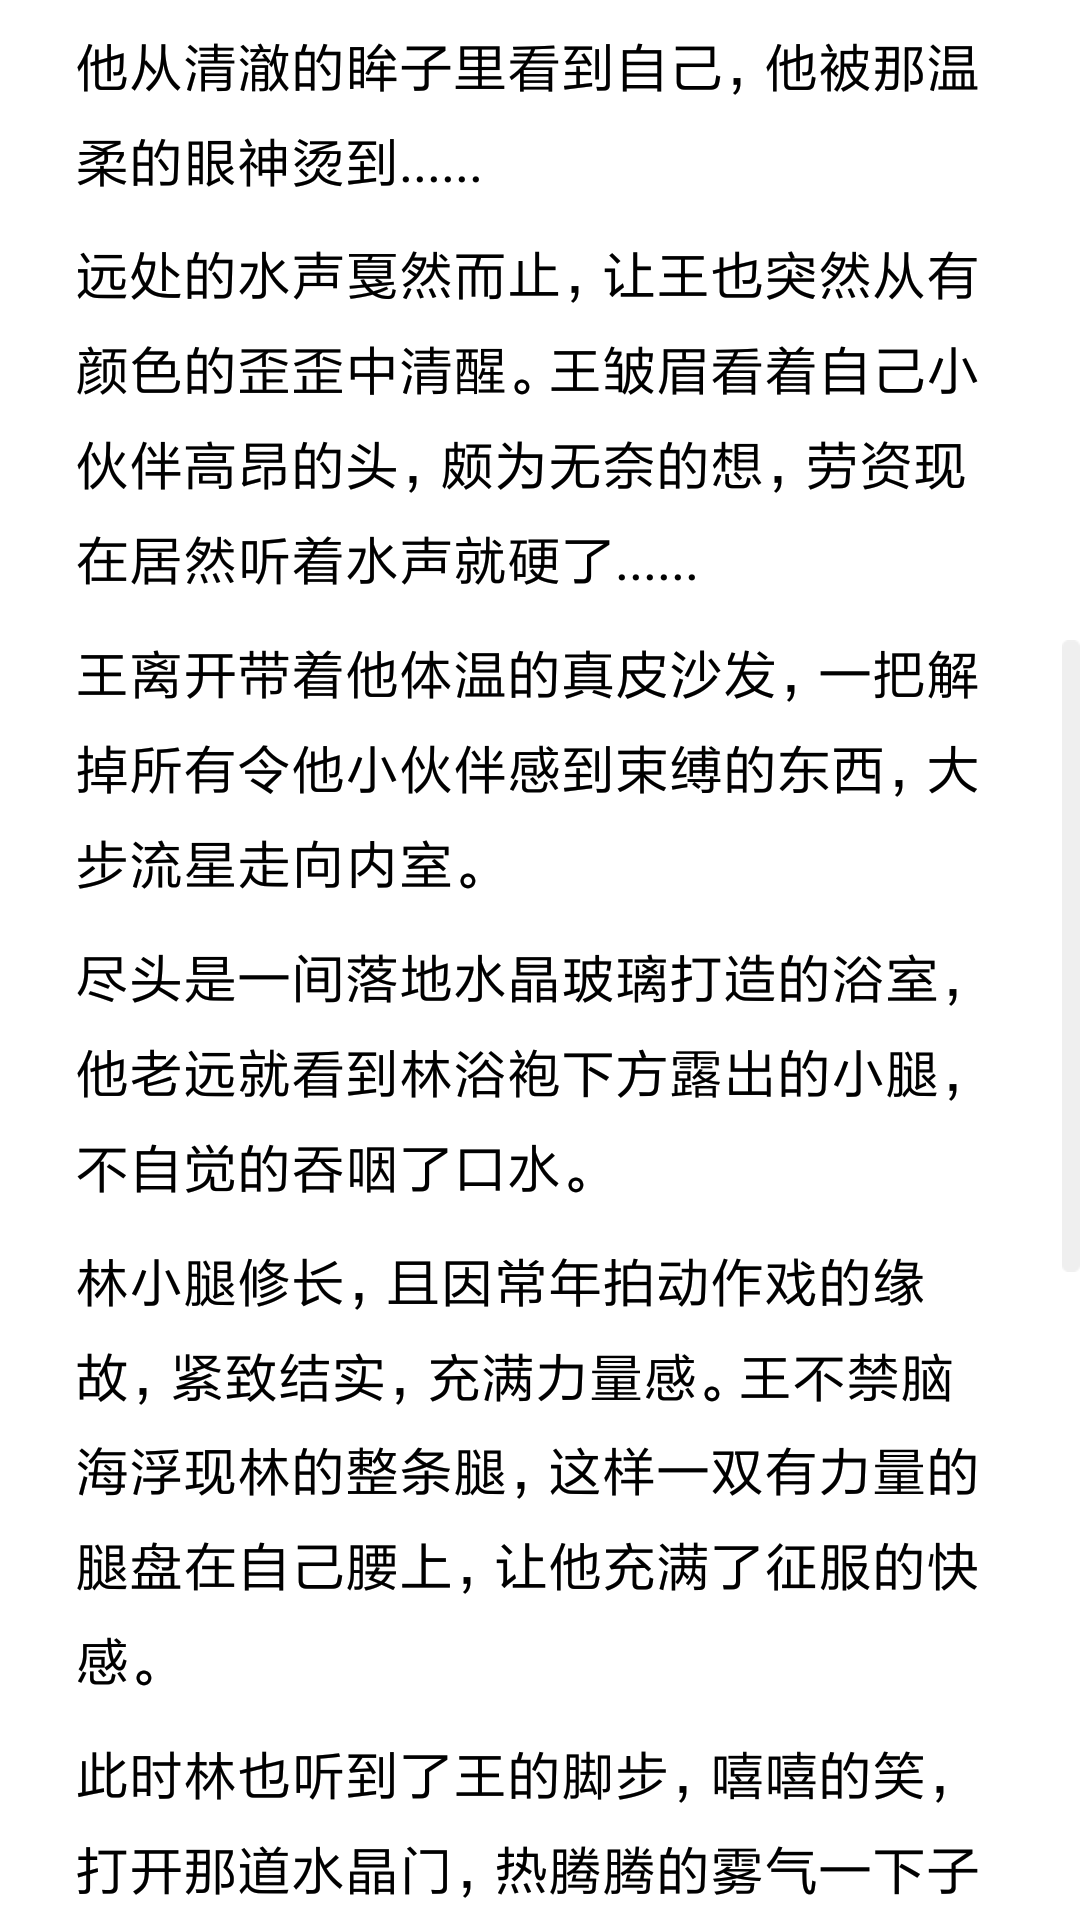 他从清澈的眸子里看到自己，他被那温
柔的眼神烫到……
远处的水声戛然而止，让王也突然从有
颜色的歪歪中清醒。王皱眉看着自己小
伙伴高昂的头，颇为无奈的想，劳资现
在居然听着水声就硬了……
王离开带着他体温的真皮沙发，一把解
掉所有令他小伙伴感到束缚的东西，大
步流星走向内室。
尽头是一间落地水晶玻璃打造的浴室，
他老远就看到林浴袍下方露出的小腿，
不自觉的吞咽了口水。
林小腿修长，且因常年拍动作戏的缘
故，紧致结实，充满力量感。王不禁脑
海浮现林的整条腿，这样一双有力量的
腿盘在自己腰上，让他充满了征服的快
感。
此时林也听到了王的脚步，嘻嘻的笑，
打开那道水晶门，热腾腾的雾气一下子